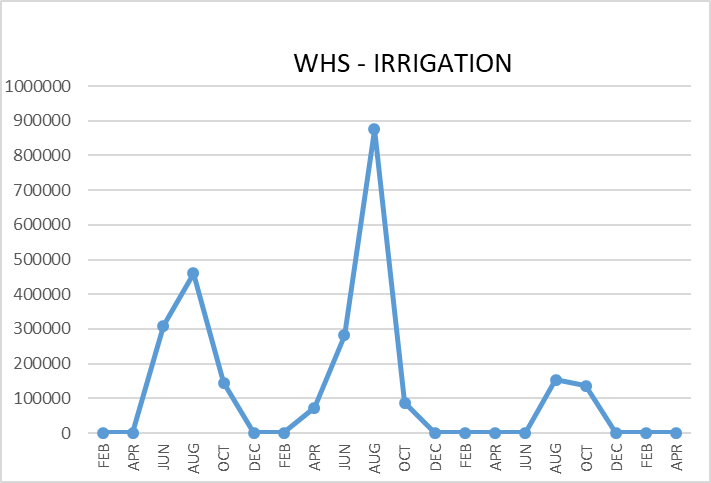 WHS - IRRIGATION
1000000
900000
800000
700000
600000
500000
400000
300000
200000
100000
0
FEB
APR
JUN
AUG
OCT
DEC
FEB
APR
JUN
AUG
OCT
DEC
FEB
APR
JUN
AUG
OCT
DEC
FEB
APR